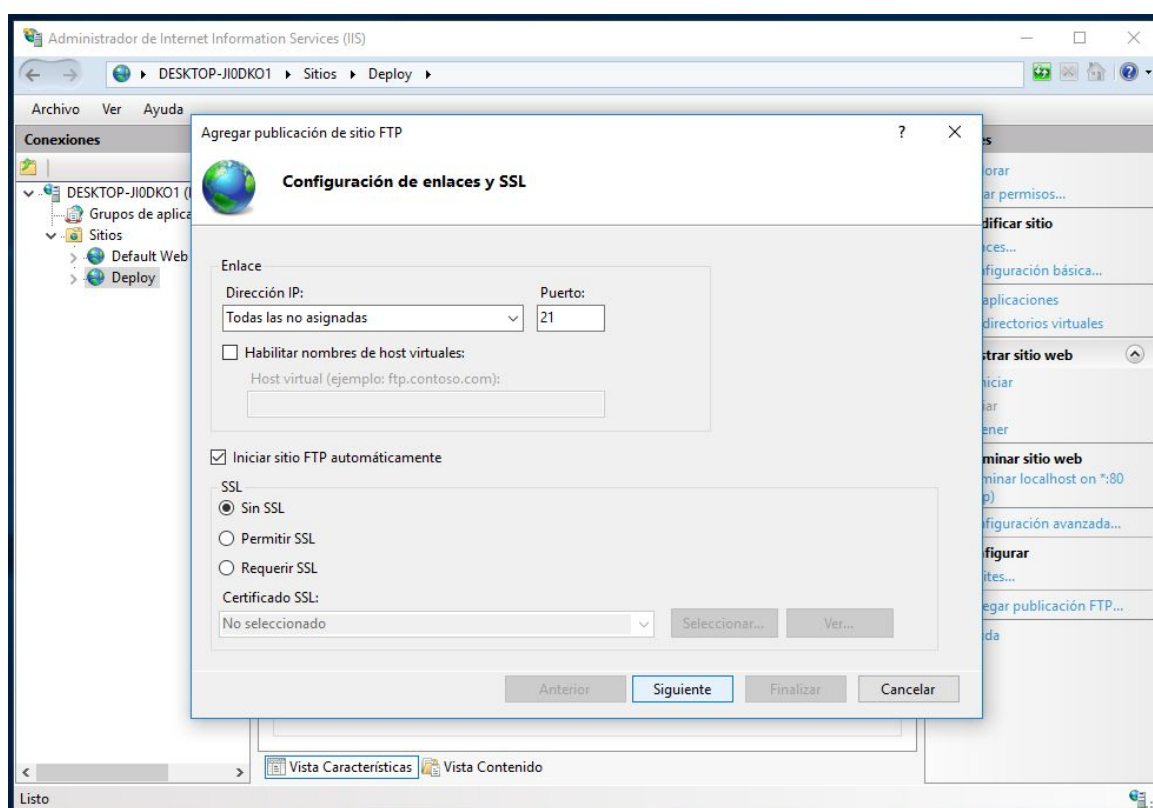 Administrador de Internet Information Services (IIS)
DESKTOP-JI0DKO1 Sitios Deploy
Archivo Ver Ayuda
Conexiones
DESKTOP-JI0DKO1 (
Grupos de aplica
Sitios
Default Web
Deploy
Agregar publicación de sitio FTP
Configuración de enlaces y SSL
Enlace
Dirección IP:
Puerto:
Todas las no asignadas
21
Habilitar nombres de host virtuales:
Host virtual (ejemplo: ftp.contoso.com):
Iniciar sitio FTP automáticamente
SSL
Sin SSL
Permitir SSL
Requerir SSL
Certificado SSL:
No seleccionado
Seleccionar...
Ver...
Anterior
Siguiente
Finalizar
Cancelar
es
lorar
ar permisos...
dificar sitio
ces...
figuración básica...
aplicaciones
directorios virtuales
strar sitio web
niciar
iar
ener
minar sitio web
minar localhost on *:80
p)
nfiguración avanzada...
figurar
ites...
egar publicación FTP...
da
Vista Características
Vista Contenido
Listo